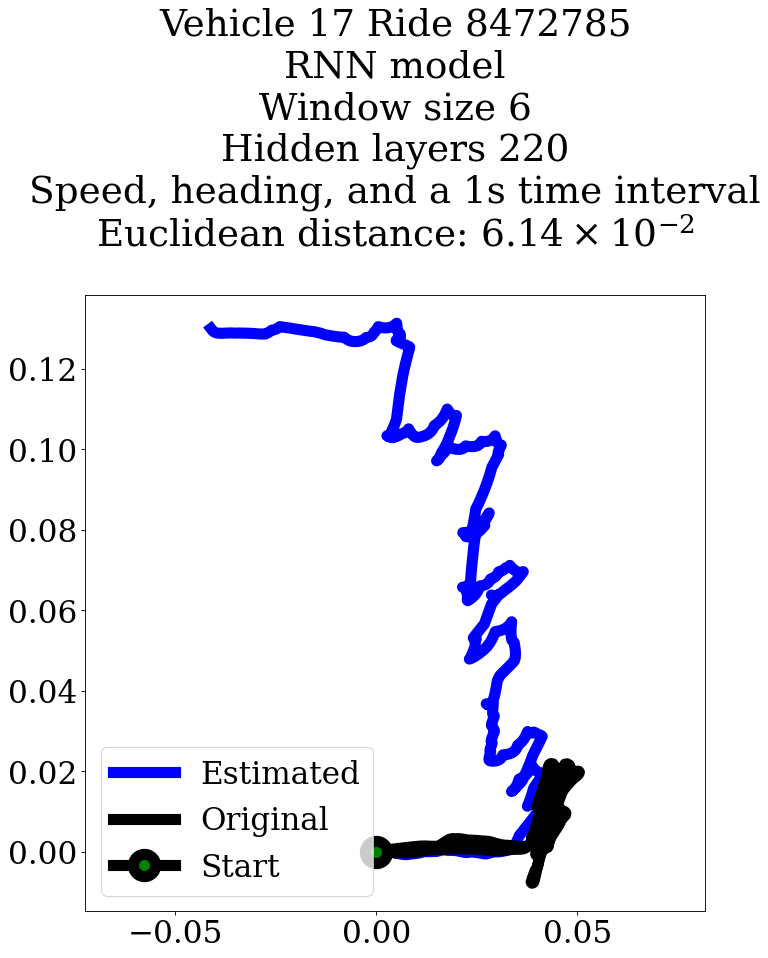 Vehicle 17 Ride 8472785
RNN model
Window size 6
Hidden layers 220
Speed, heading, and a 1s time interval
Euclidean distance: 6.14 × 10⁻²
0.12
0.10
0.08
0.06
0.04
0.02
0.00
Estimated
Original
Start
−0.05
0.00
0.05